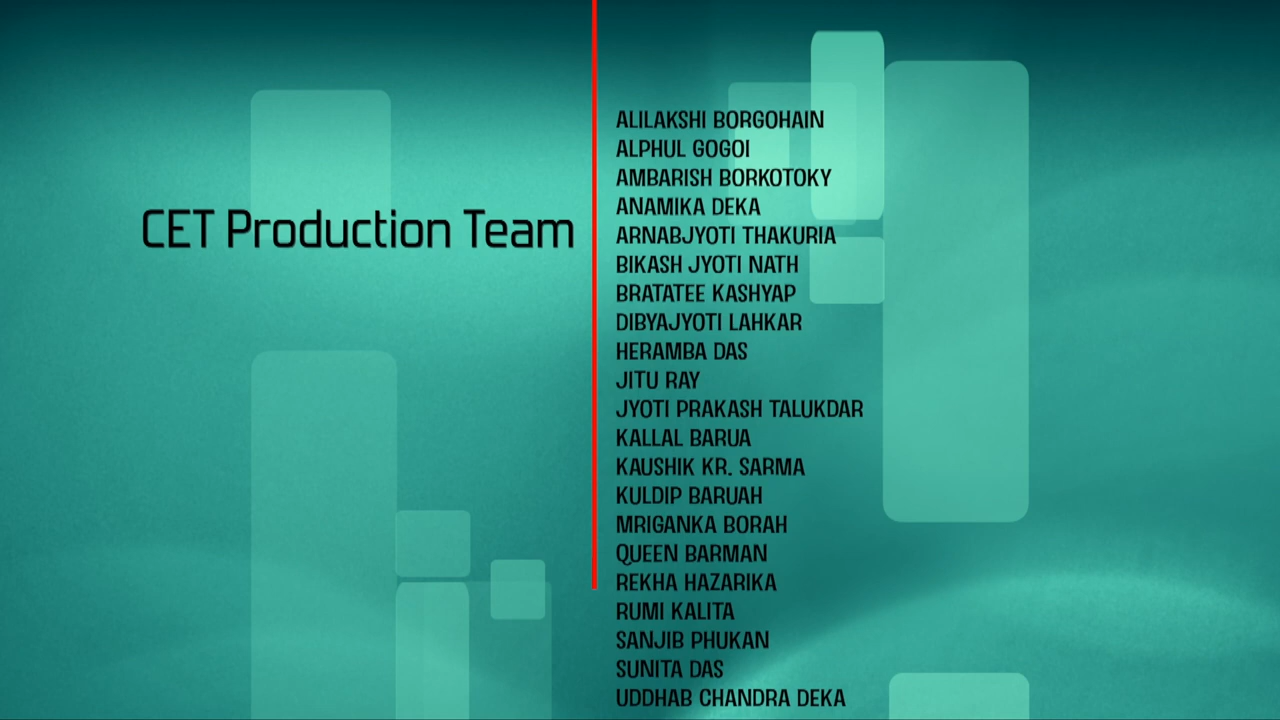 CET Production Team
ALILAKSHI BORGOHAIN
ALPHUL GOGOI
AMBARISH BORKOTOKY
ANAMIKA DEKA
ARNABJYOTI THAKURIA
BIKASH JYOTI NATH
BRATATEE KASHYAP
DIBYAJYOTI LAHKAR
HERAMBA DAS
JITU RAY
JYOTI PRAKASH TALUKDAR
KALLAL BARUA
KAUSHIK KR. SARMA
KULDIP BARUAH
MRIGANKA BORAH
QUEEN BARMAN
REKHA HAZARIKA
RUMI KALITA
SANJIB PHUKAN
SUNITA DAS
UDDHAB CHANDRA DEKA